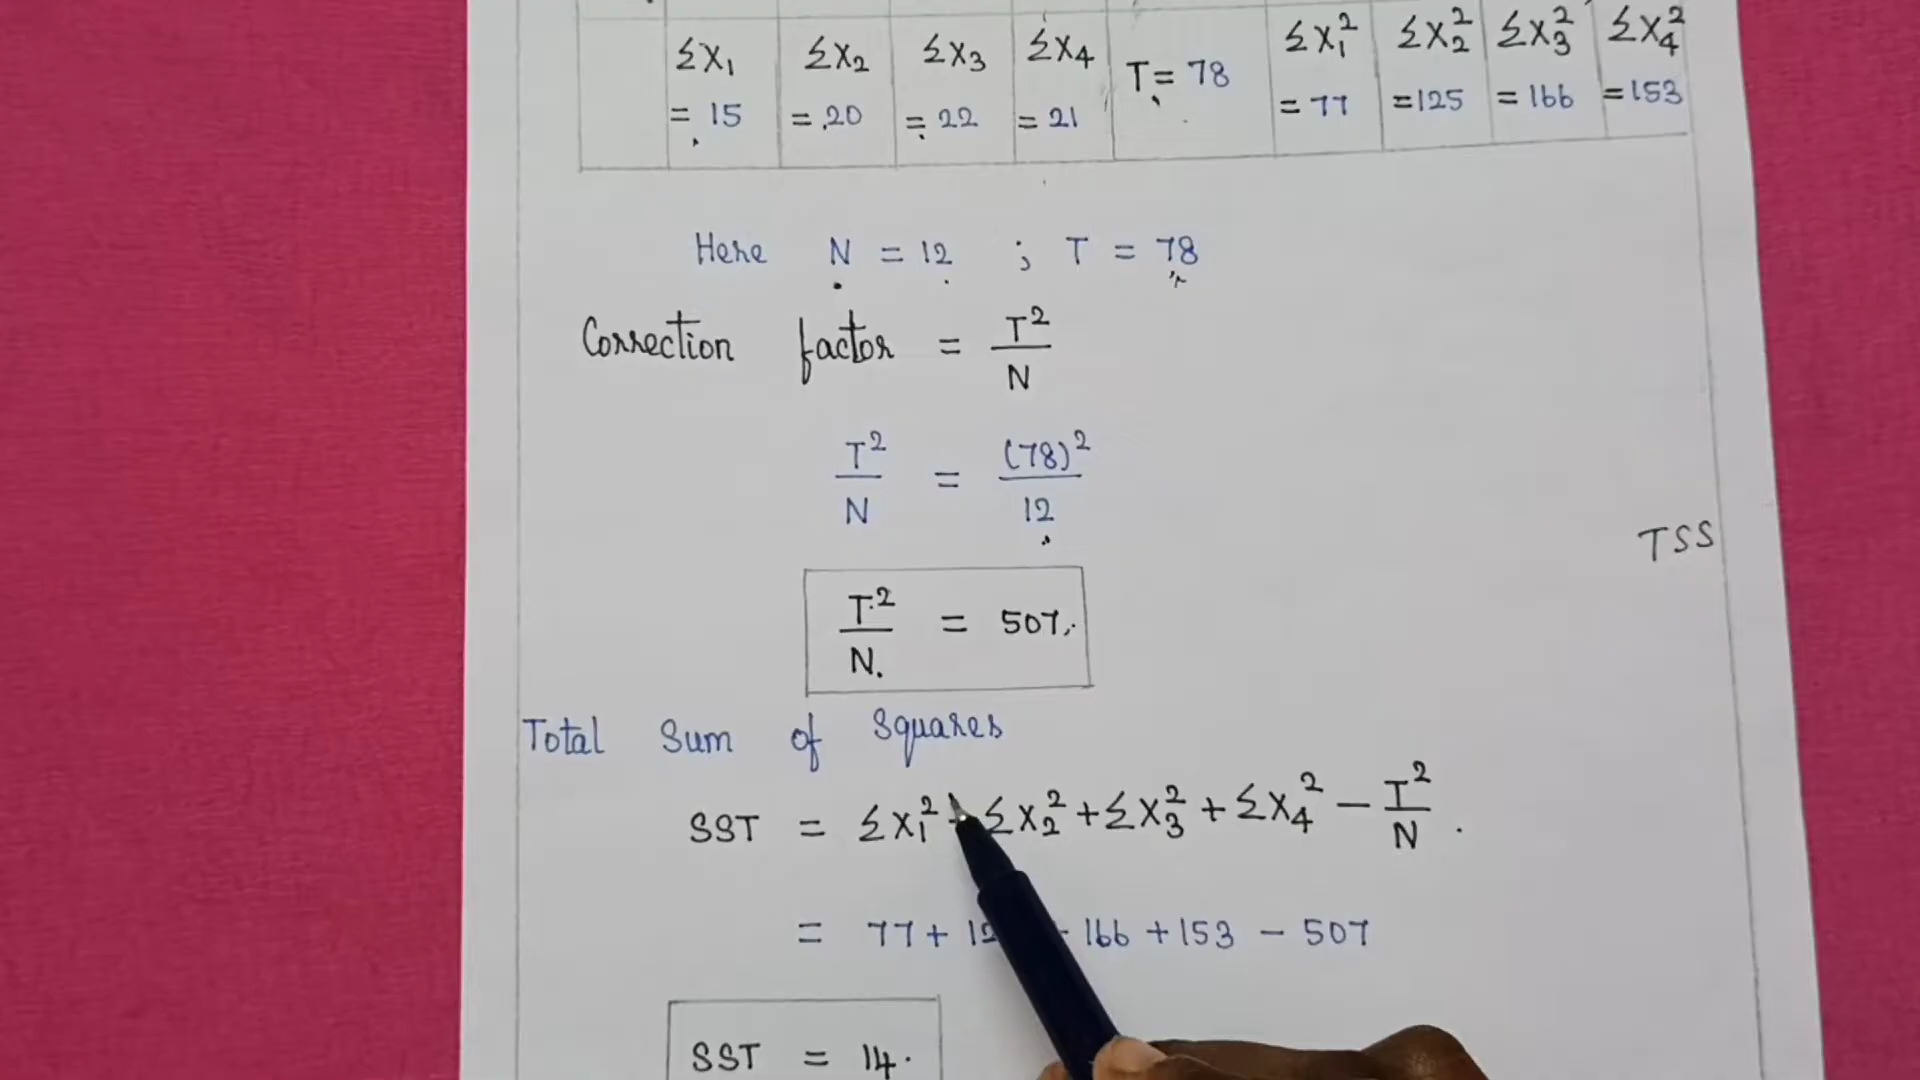 ΣX₁ ΣX₂ ΣX₃ ΣX₄ T = 78 ΣX₁² ΣX₂² ΣX₃² ΣX₄²
= 15 = 20 = 22 = 21 = 77 = 125 = 166 = 153
Here N = 12 ; T = 78
Correction factor = T²/N
T²/N = (78)²/12
T²/N = 507
TSS
Total Sum of Squares
SST = ΣX₁² + ΣX₂² + ΣX₃² + ΣX₄² - T²/N .
= 77 + 166 + 153 - 507
SST = 14.